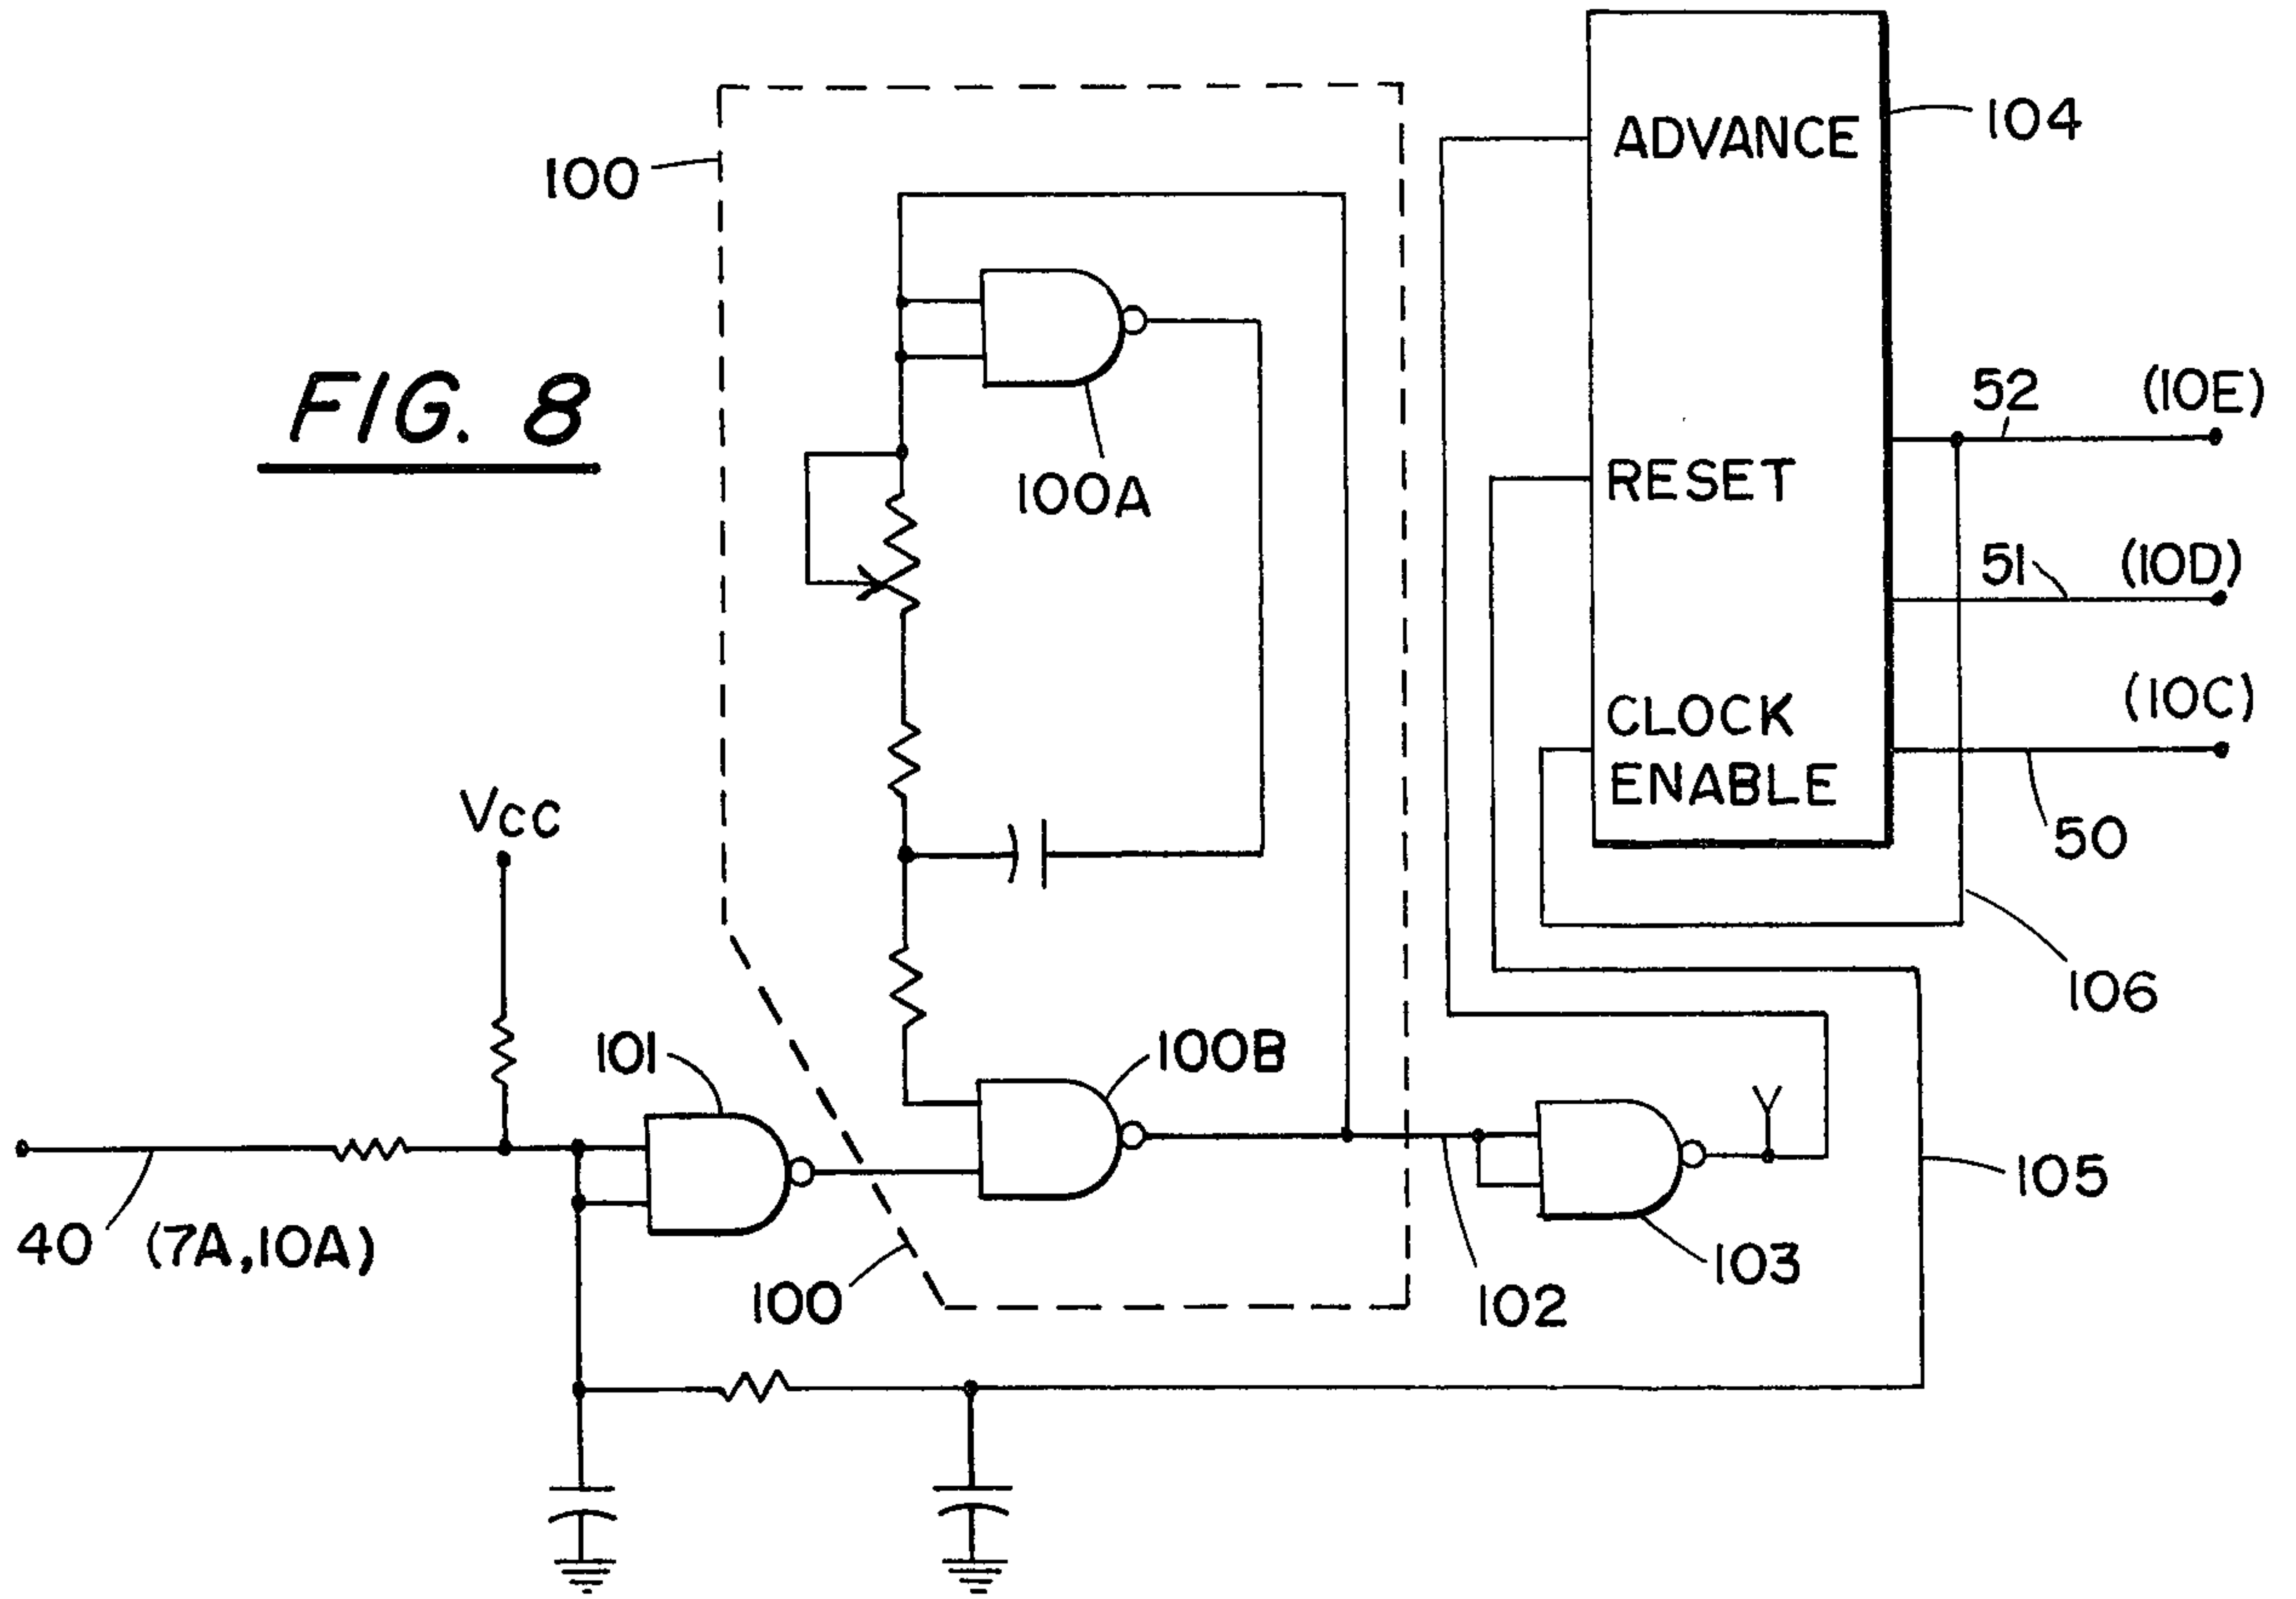 ADVANCE
104
100
FIG. 8
52 (10E)
100A
RESET
51 (10D)
(10C)
CLOCK
ENABLE
Vcc
50
106
101
100B
Y
105
40 (7A,10A)
100
102
103